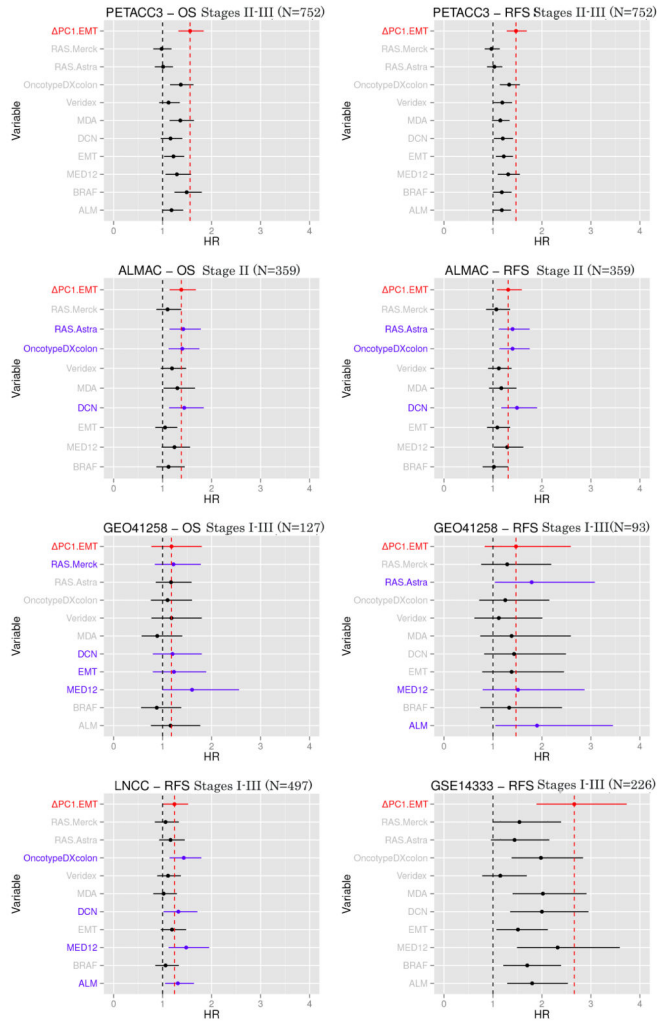 PETACC3 – OS Stages II-III (N=752)
Variable
ΔPC1.EMT
RAS.Merck
RAS.Astra
OncotypeDXcolon
Veridex
MDA
DCN
EMT
MED12
BRAF
ALM
0 1 2 3 4
HR
PETACC3 – RFS Stages II-III (N=752)
Variable
ΔPC1.EMT
RAS.Merck
RAS.Astra
OncotypeDXcolon
Veridex
MDA
DCN
EMT
MED12
BRAF
ALM
0 1 2 3 4
HR
ALMAC – OS Stage II (N=359)
Variable
ΔPC1.EMT
RAS.Merck
RAS.Astra
OncotypeDXcolon
Veridex
MDA
DCN
EMT
MED12
BRAF
0 1 2 3 4
HR
ALMAC – RFS Stage II (N=359)
Variable
ΔPC1.EMT
RAS.Merck
RAS.Astra
OncotypeDXcolon
Veridex
MDA
DCN
EMT
MED12
BRAF
0 1 2 3 4
HR
GEO41258 – OS Stages I-III (N=127)
Variable
ΔPC1.EMT
RAS.Merck
RAS.Astra
OncotypeDXcolon
Veridex
MDA
DCN
EMT
MED12
BRAF
ALM
0 1 2 3 4
HR
GEO41258 – RFS Stages I-III(N=93)
Variable
ΔPC1.EMT
RAS.Merck
RAS.Astra
OncotypeDXcolon
Veridex
MDA
DCN
EMT
MED12
BRAF
ALM
0 1 2 3 4
HR
LNCC – RFS Stages I-III (N=497)
Variable
ΔPC1.EMT
RAS.Merck
RAS.Astra
OncotypeDXcolon
Veridex
MDA
DCN
EMT
MED12
BRAF
ALM
0 1 2 3 4
HR
GSE14333 – RFS Stages I-III (N=226)
Variable
ΔPC1.EMT
RAS.Merck
RAS.Astra
OncotypeDXcolon
Veridex
MDA
DCN
EMT
MED12
BRAF
ALM
0 1 2 3 4
HR